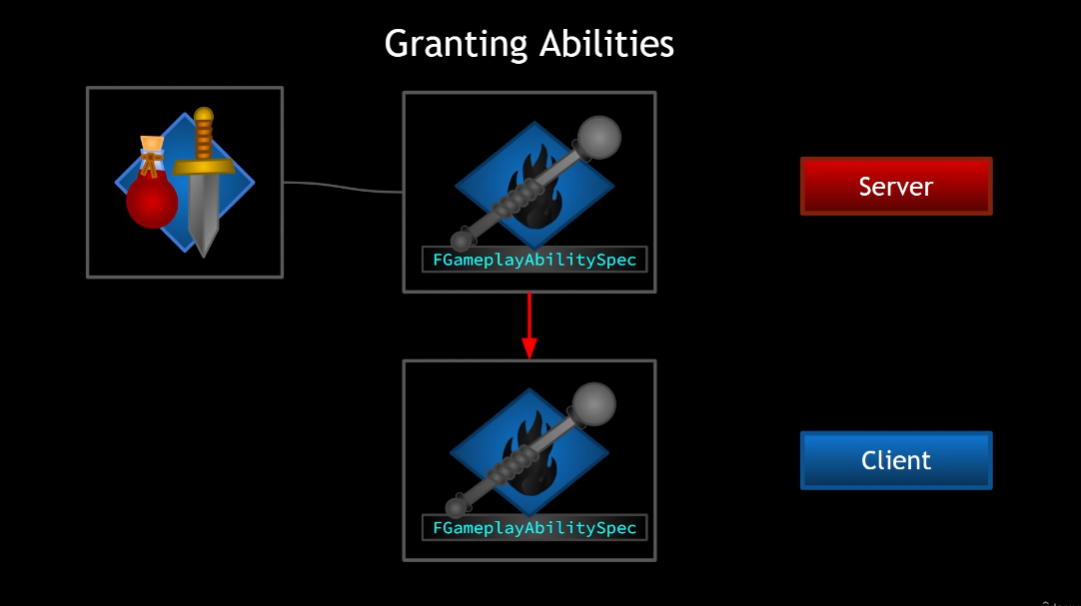 Granting Abilities
Server
FGameplayAbilitySpec
Client
FGameplayAbilitySpec